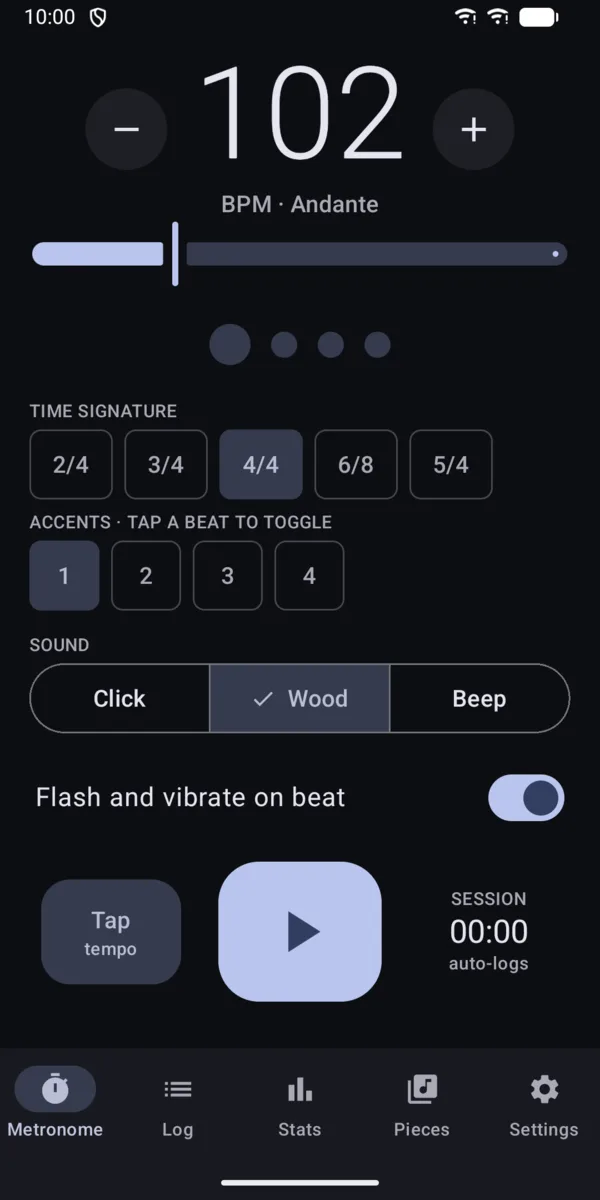 10:00
− 102 +
BPM · Andante
TIME SIGNATURE
2/4 3/4 4/4 6/8 5/4
ACCENTS · TAP A BEAT TO TOGGLE
1 2 3 4
SOUND
Click Wood Beep
Flash and vibrate on beat
Tap
tempo
SESSION
00:00
auto-logs
Metronome Log Stats Pieces Settings